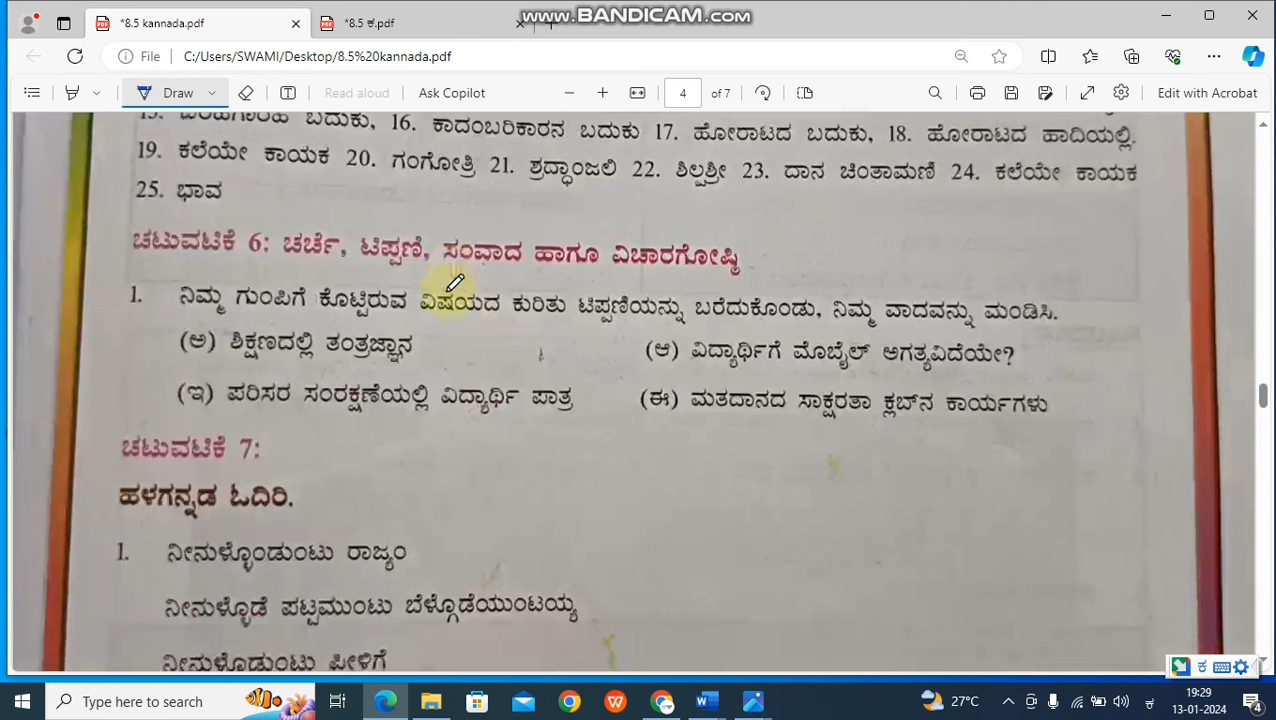 www.BANDICAM.com
*8.5 kannada.pdf
*8.5 ಕ.pdf
File C:/Users/SWAMI/Desktop/8.5%20kannada.pdf
Draw Read aloud Ask Copilot 4 of 7 Edit with Acrobat
ಬದುಕು, 16. ಕಾದಂಬರಿಕಾರನ ಬದುಕು 17. ಹೋರಾಟದ ಬದುಕು, 18. ಹೋರಾಟದ ಹಾದಿಯಲ್ಲಿ.
19. ಕಲೆಯೇ ಕಾಯಕ 20. ಗಂಗೋತ್ರಿ 21. ಶ್ರದ್ಧಾಂಜಲಿ 22. ಶಿಲ್ಪಶ್ರೀ 23. ದಾನ ಚಿಂತಾಮಣಿ 24. ಕಲೆಯೇ ಕಾಯಕ
25. ಭಾವ
ಚಟುವಟಿಕೆ 6: ಚರ್ಚೆ, ಟಿಪ್ಪಣಿ, ಸಂವಾದ ಹಾಗೂ ವಿಚಾರಗೋಷ್ಠಿ
1. ನಿಮ್ಮ ಗುಂಪಿಗೆ ಕೊಟ್ಟಿರುವ ವಿಷಯದ ಕುರಿತು ಟಿಪ್ಪಣಿಯನ್ನು ಬರೆದುಕೊಂಡು, ನಿಮ್ಮ ವಾದವನ್ನು ಮಂಡಿಸಿ.
(ಅ) ಶಿಕ್ಷಣದಲ್ಲಿ ತಂತ್ರಜ್ಞಾನ (ಆ) ವಿದ್ಯಾರ್ಥಿಗೆ ಮೊಬೈಲ್ ಅಗತ್ಯವಿದೆಯೇ?
(ಇ) ಪರಿಸರ ಸಂರಕ್ಷಣೆಯಲ್ಲಿ ವಿದ್ಯಾರ್ಥಿ ಪಾತ್ರ (ಈ) ಮತದಾನದ ಸಾಕ್ಷರತಾ ಕ್ಲಬ್‌ನ ಕಾರ್ಯಗಳು
ಚಟುವಟಿಕೆ 7:
ಹಳಗನ್ನಡ ಓದಿರಿ.
1. ನೀನುಳ್ಳೊಂಡುಂಟು ರಾಜ್ಯಂ
ನೀನುಳ್ಳೊಡೆ ಪಟ್ಟಮುಂಟು ಬೆಳ್ಗೊಡೆಯುಂಟಯ್ಯ
ನೀನುಳೊಡುಂಟು ಪೀಳಿಗೆ
Type here to search
27°C
19:29
13-01-2024
4